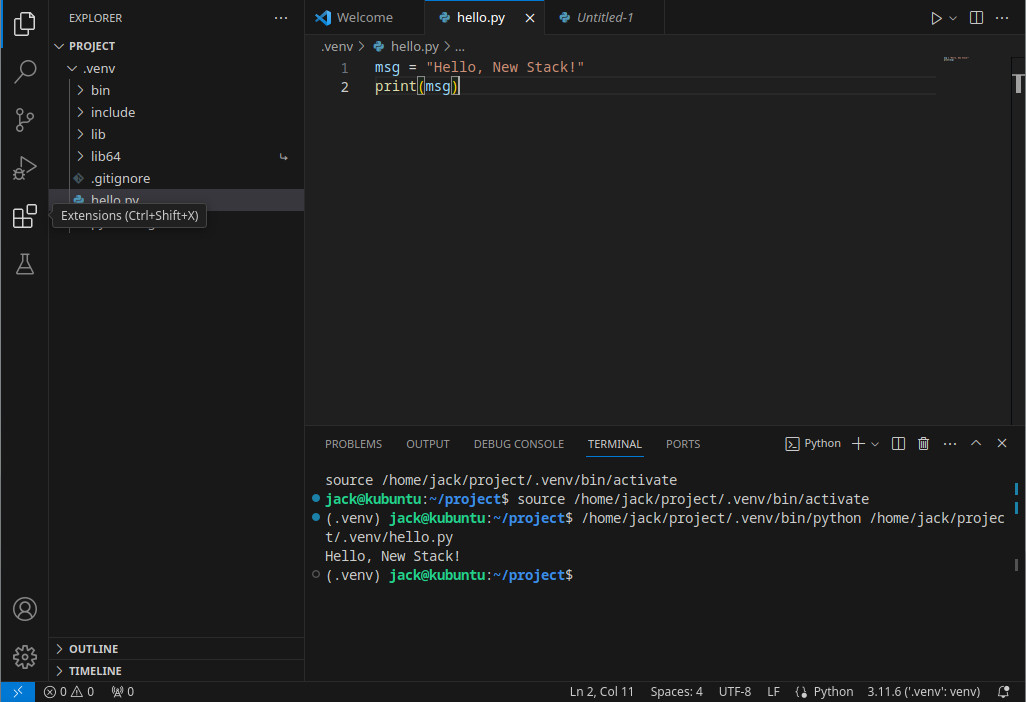 EXPLORER
PROJECT
.venv
bin
include
lib
lib64
.gitignore
hello.py
Extensions (Ctrl+Shift+X)
OUTLINE
TIMELINE
Welcome
hello.py
Untitled-1
.venv > hello.py > ...
1 msg = "Hello, New Stack!"
2 print(msg)
PROBLEMS OUTPUT DEBUG CONSOLE TERMINAL PORTS Python
source /home/jack/project/.venv/bin/activate
jack@kubuntu:~/project$ source /home/jack/project/.venv/bin/activate
(.venv) jack@kubuntu:~/project$ /home/jack/project/.venv/bin/python /home/jack/projec
t/.venv/hello.py
Hello, New Stack!
(.venv) jack@kubuntu:~/project$
0 0 0 Ln 2, Col 11 Spaces: 4 UTF-8 LF Python 3.11.6 ('.venv': venv)